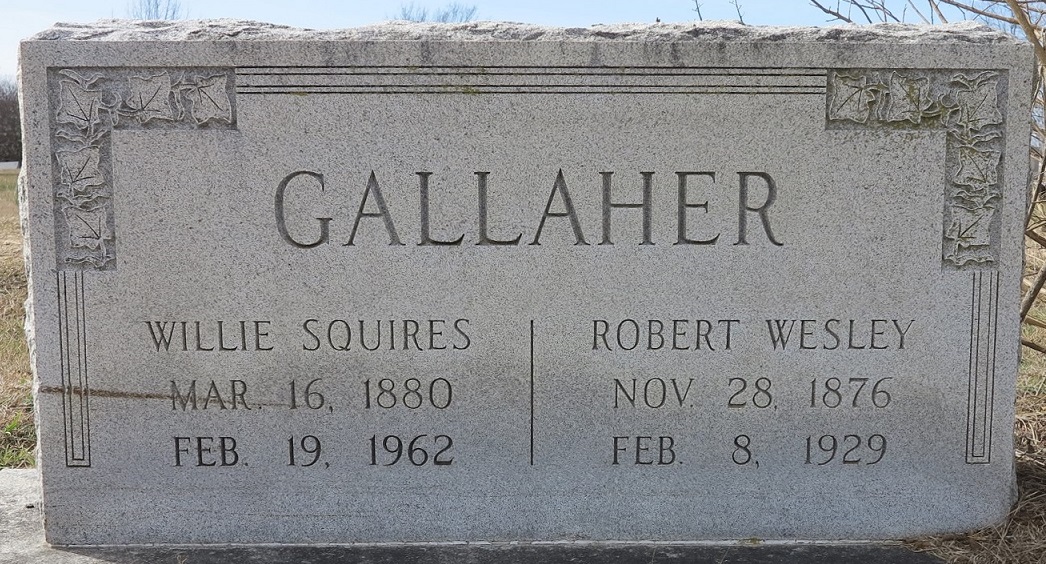 GALLAHER
WILLIE SQUIRES
MAR. 16, 1880
FEB. 19, 1962
ROBERT WESLEY
NOV. 28, 1876
FEB. 8, 1929